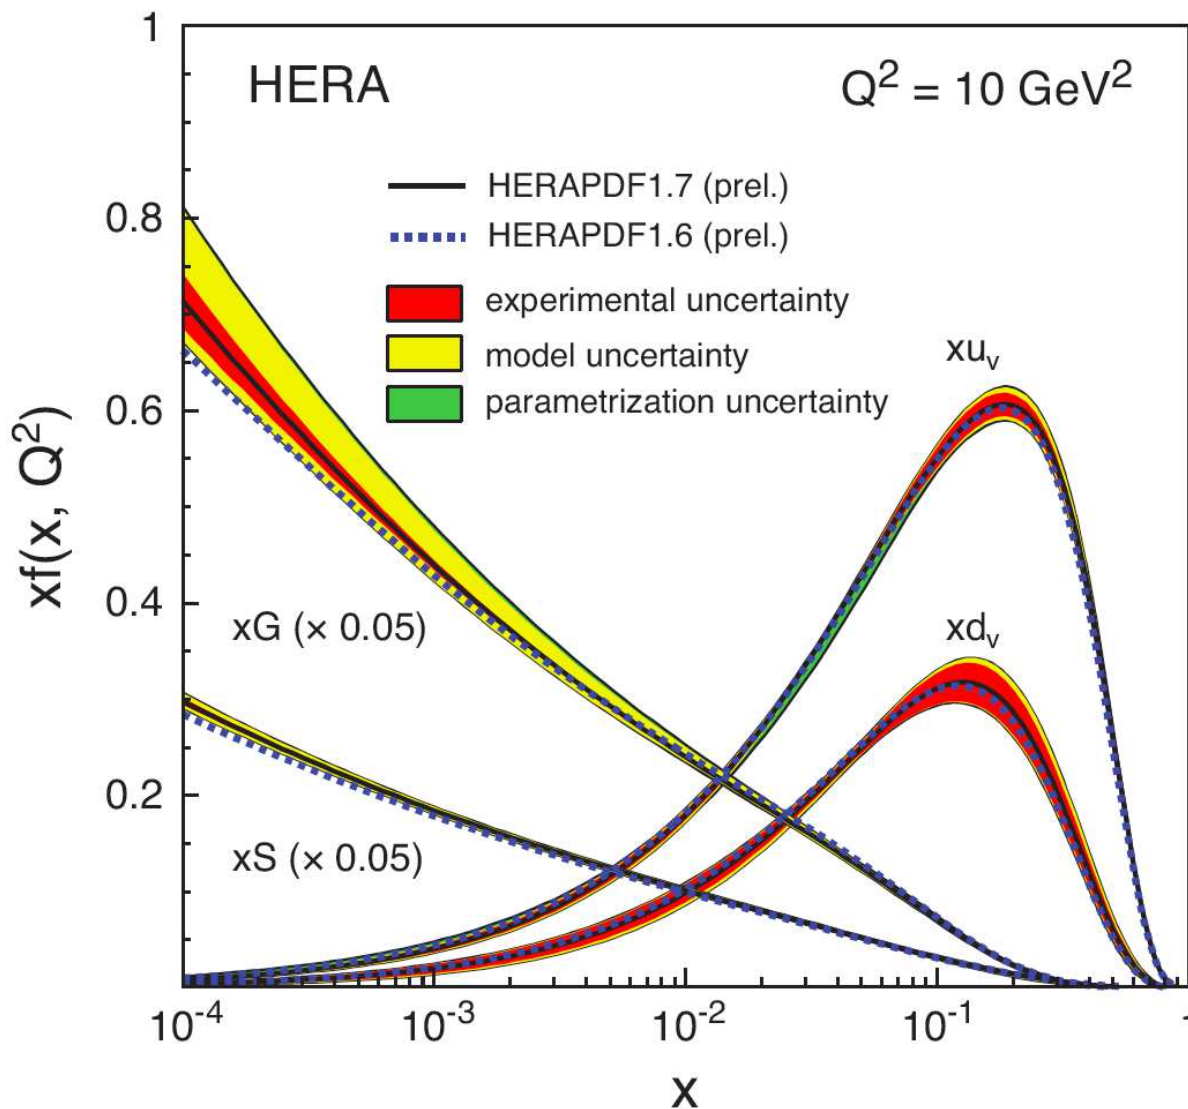 1
HERA
Q² = 10 GeV²
HERAPDF1.7 (prel.)
HERAPDF1.6 (prel.)
experimental uncertainty
model uncertainty
parametrization uncertainty
0.8
0.6
0.4
0.2
xf(x, Q²)
xu_v
xd_v
xG (× 0.05)
xS (× 0.05)
10⁻⁴ 10⁻³ 10⁻² 10⁻¹ 1
x